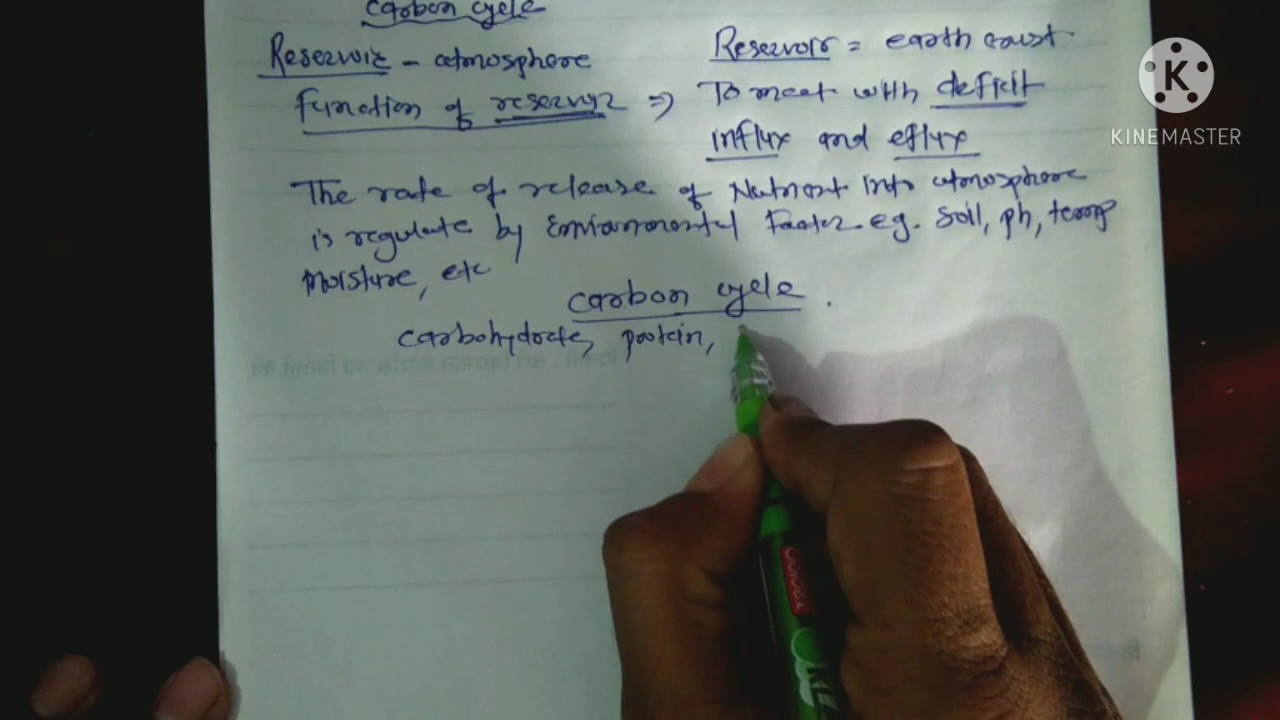 carbon cycle
Reservoir - atmosphere
Reservoir = earth crust
function of reservoir => To meet with deficit
influx and eflux
The rate of release of Nutrient into atmosphere
is regulate by Environmental Factor eg. soil, ph, temp
Moisture, etc
carbon cycle.
carbohydrate, protein,
K
KINEMASTER